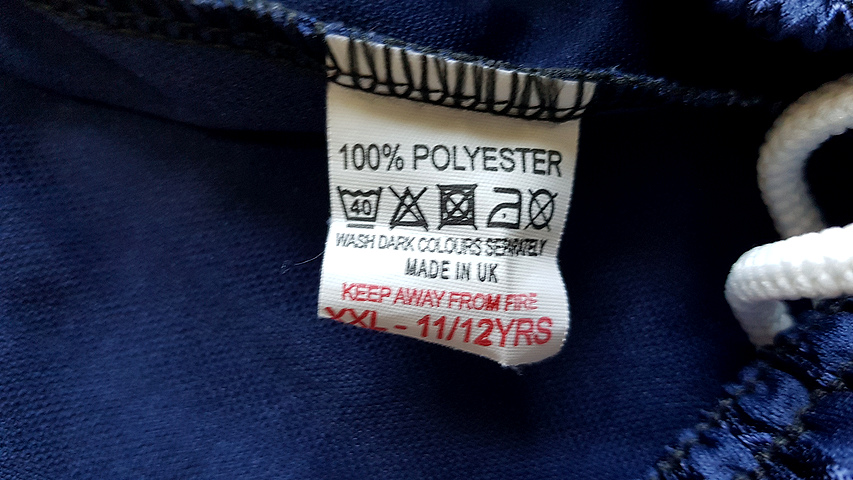 100% POLYESTER
40
WASH DARK COLOURS SEPARATELY
MADE IN UK
KEEP AWAY FROM FIRE
XXL - 11/12YRS